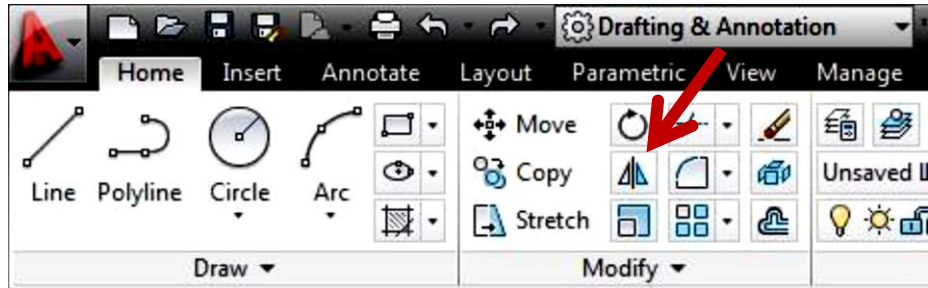 Drafting & Annotation
Home Insert Annotate Layout Parametric View Manage
Move
Copy
Unsaved
Line Polyline Circle Arc
Stretch
Draw Modify